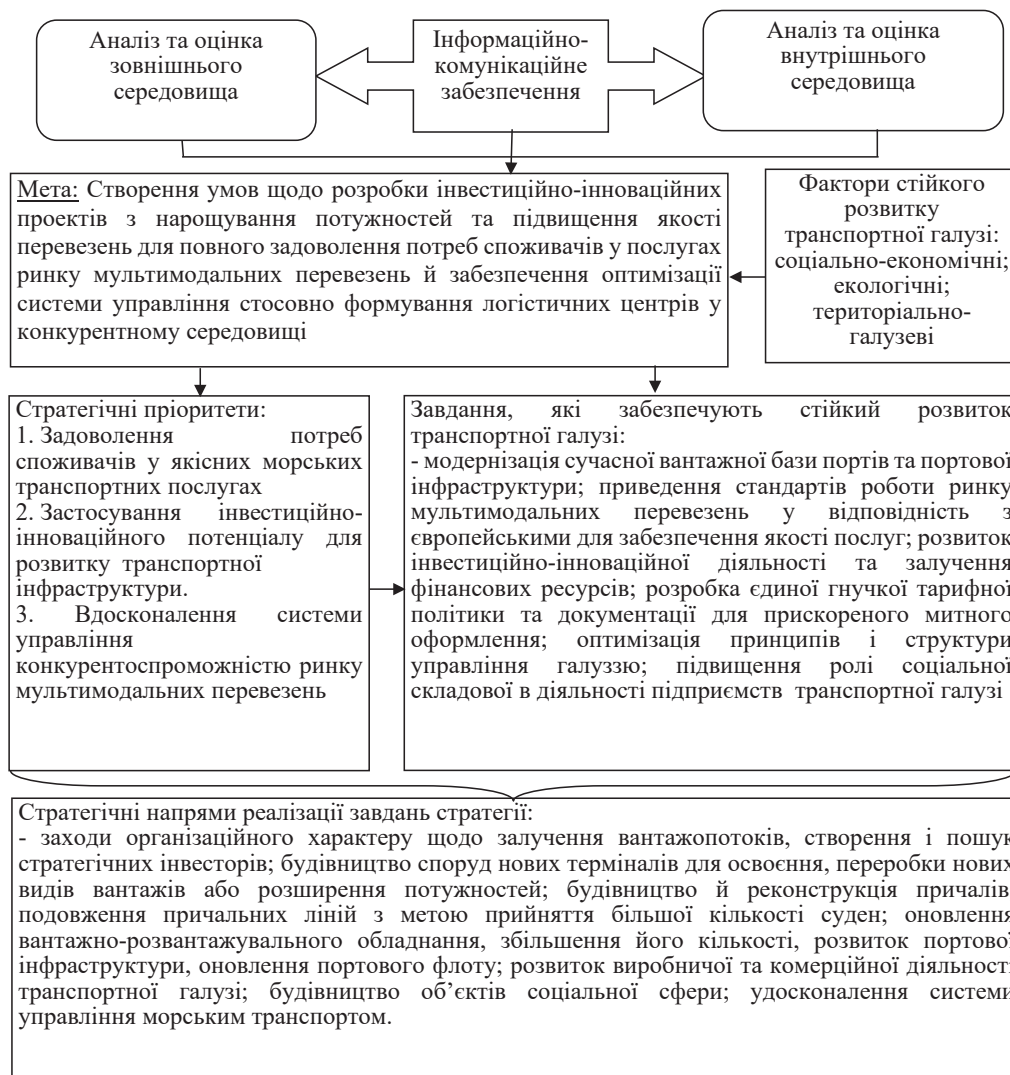 Аналіз та оцінка
зовнішнього
середовища
Інформаційно-
комунікаційне
забезпечення
Аналіз та оцінка
внутрішнього
середовища
Мета: Створення умов щодо розробки інвестиційно-інноваційних
проектів з нарощування потужностей та підвищення якості
перевезень для повного задоволення потреб споживачів у послугах
ринку мультимодальних перевезень й забезпечення оптимізації
системи управління стосовно формування логістичних центрів у
конкурентному середовищі
Фактори стійкого
розвитку
транспортної галузі:
соціально-економічні;
екологічні;
територіально-
галузеві
Стратегічні пріоритети:
1. Задоволення потреб
споживачів у якісних морських
транспортних послугах
2. Застосування інвестиційно-
інноваційного потенціалу для
розвитку транспортної
інфраструктури.
3. Вдосконалення системи
управління
конкурентоспроможністю ринку
мультимодальних перевезень
Завдання, які забезпечують стійкий розвиток
транспортної галузі:
- модернізація сучасної вантажної бази портів та портової
інфраструктури; приведення стандартів роботи ринку
мультимодальних перевезень у відповідність з
європейськими для забезпечення якості послуг; розвиток
інвестиційно-інноваційної діяльності та залучення
фінансових ресурсів; розробка єдиної гнучкої тарифної
політики та документації для прискореного митного
оформлення; оптимізація принципів і структури
управління галуззю; підвищення ролі соціальної
складової в діяльності підприємств транспортної галузі
Стратегічні напрями реалізації завдань стратегії:
- заходи організаційного характеру щодо залучення вантажопотоків, створення і пошук
стратегічних інвесторів; будівництво споруд нових терміналів для освоєння, переробки нових
видів вантажів або розширення потужностей; будівництво й реконструкція причалів,
подовження причальних ліній з метою прийняття більшої кількості суден; оновлення
вантажно-розвантажувального обладнання, збільшення його кількості, розвиток портової
інфраструктури, оновлення портового флоту; розвиток виробничої та комерційної діяльності
транспортної галузі; будівництво об’єктів соціальної сфери; удосконалення системи
управління морським транспортом.